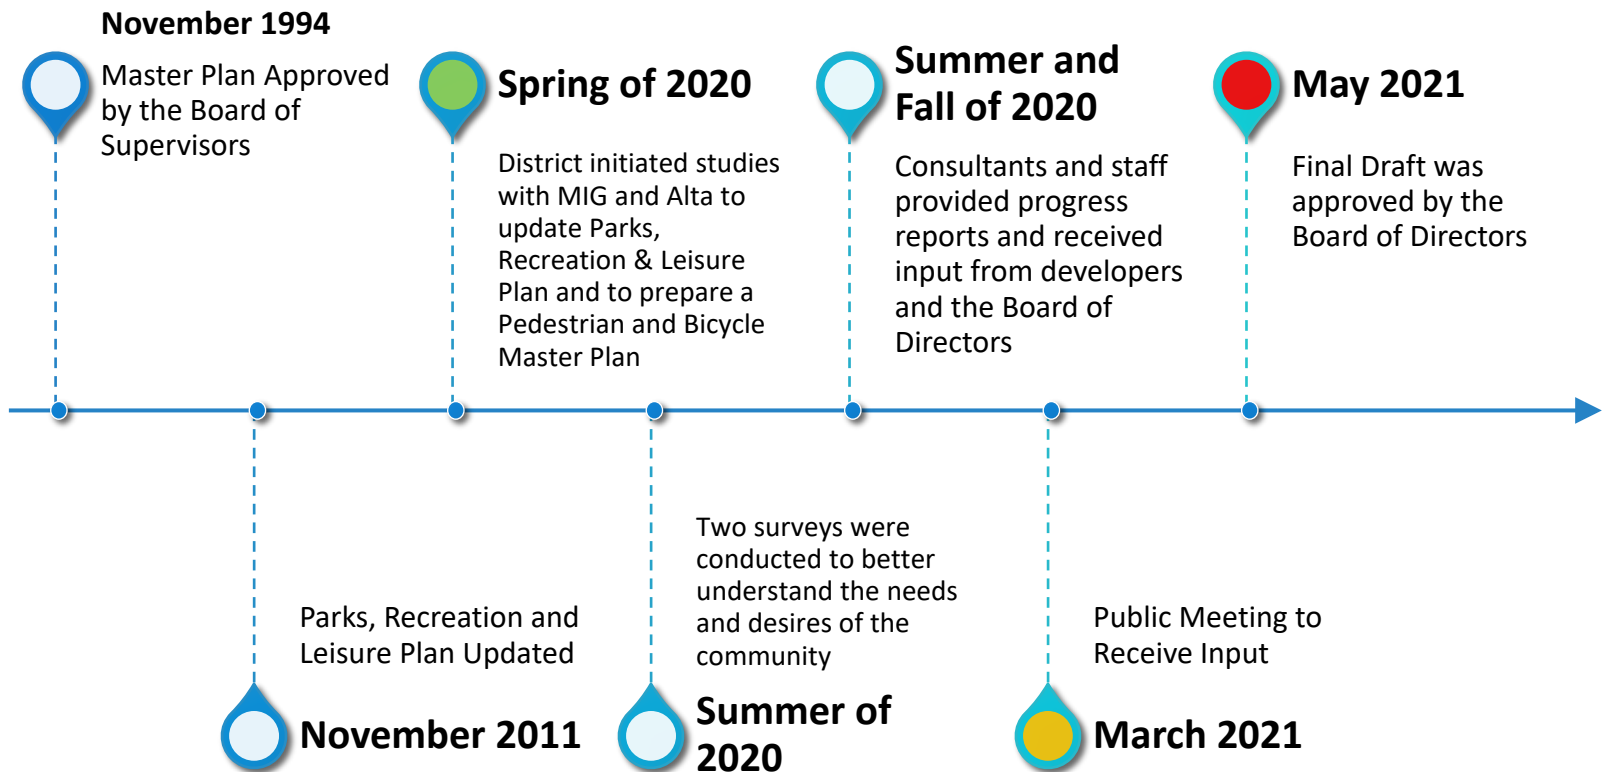 November 1994
Master Plan Approved
by the Board of
Supervisors
Spring of 2020
District initiated studies
with MIG and Alta to
update Parks,
Recreation & Leisure
Plan and to prepare a
Pedestrian and Bicycle
Master Plan
Summer and
Fall of 2020
Consultants and staff
provided progress
reports and received
input from developers
and the Board of
Directors
May 2021
Final Draft was
approved by the
Board of Directors
Parks, Recreation and
Leisure Plan Updated
November 2011
Two surveys were
conducted to better
understand the needs
and desires of the
community
Summer of
2020
Public Meeting to
Receive Input
March 2021